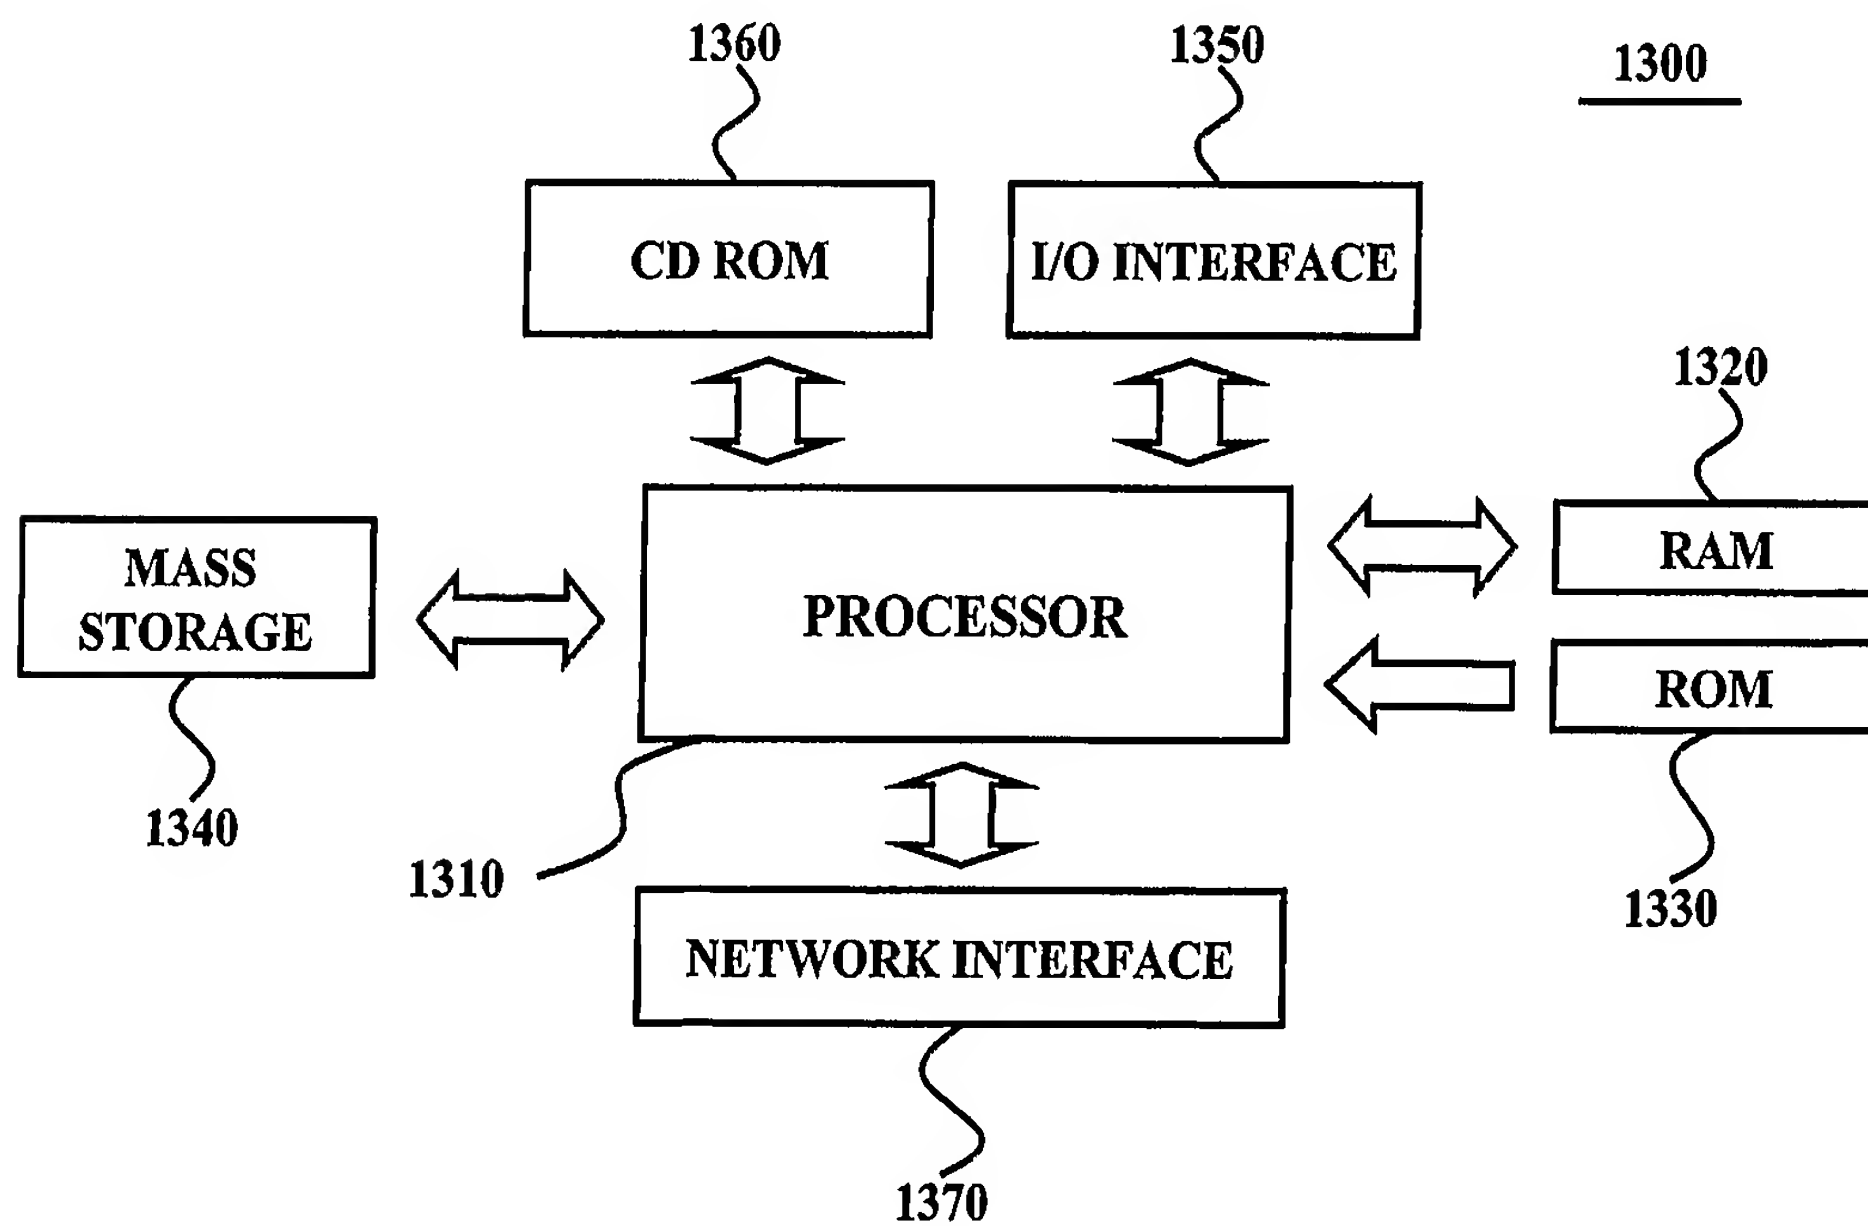 1360
1350
1300
CD ROM
I/O INTERFACE
1320
MASS
STORAGE
PROCESSOR
RAM
ROM
1340
1310
1330
NETWORK INTERFACE
1370